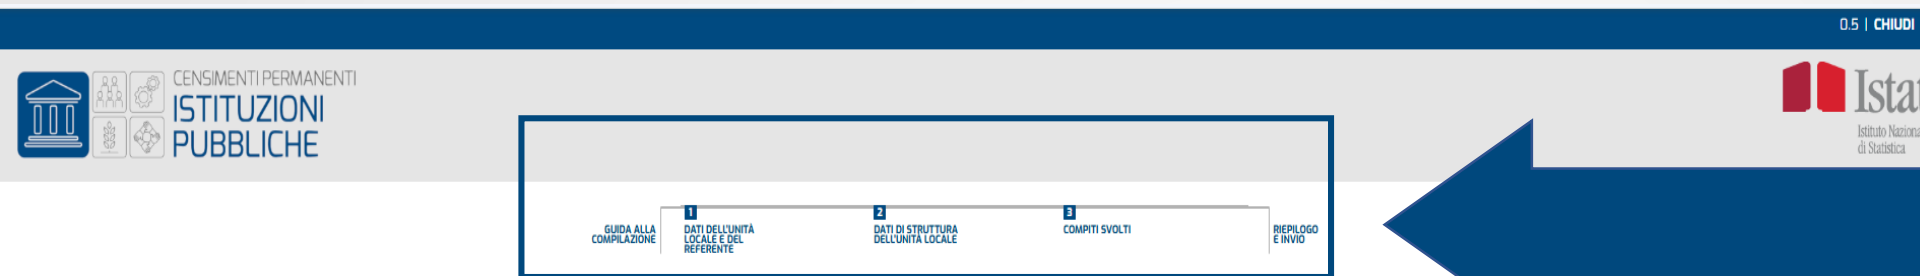 0.5 | CHIUDI
CENSIMENTI PERMANENTI
ISTITUZIONI
PUBBLICHE
Istat
Istituto Naziona
di Statistica
GUIDA ALLA
COMPILAZIONE
1
DATI DELL'UNITÀ
LOCALE E DEL
REFERENTE
2
DATI DI STRUTTURA
DELL'UNITÀ LOCALE
3
COMPITI SVOLTI
RIEPILOGO
E INVIO